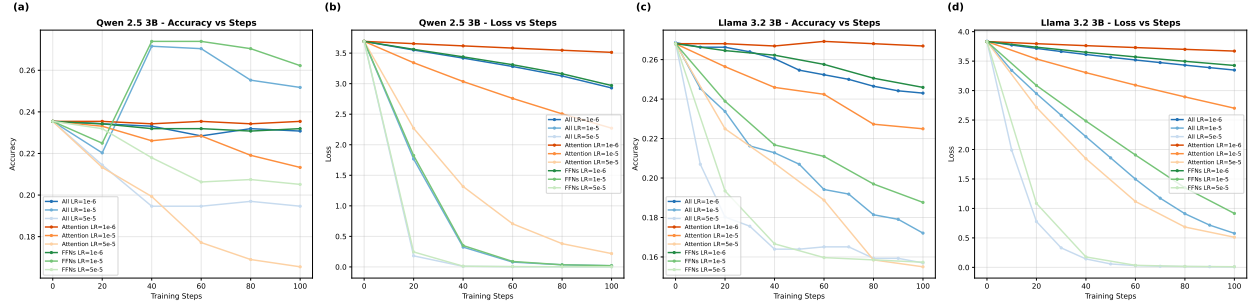 (a)
Qwen 2.5 3B - Accuracy vs Steps
Accuracy
0.26
0.24
0.22
0.20
0.18
All LR=1e-6
All LR=1e-5
All LR=5e-5
Attention LR=1e-6
Attention LR=1e-5
Attention LR=5e-5
FFNs LR=1e-6
FFNs LR=1e-5
FFNs LR=5e-5
0 20 40 60 80 100
Training Steps
(b)
Qwen 2.5 3B - Loss vs Steps
Loss
3.5
3.0
2.5
2.0
1.5
1.0
0.5
0.0
All LR=1e-6
All LR=1e-5
All LR=5e-5
Attention LR=1e-6
Attention LR=1e-5
Attention LR=5e-5
FFNs LR=1e-6
FFNs LR=1e-5
FFNs LR=5e-5
0 20 40 60 80 100
Training Steps
(c)
Llama 3.2 3B - Accuracy vs Steps
Accuracy
0.26
0.24
0.22
0.20
0.18
0.16
All LR=1e-6
All LR=1e-5
All LR=5e-5
Attention LR=1e-6
Attention LR=1e-5
Attention LR=5e-5
FFNs LR=1e-6
FFNs LR=1e-5
FFNs LR=5e-5
0 20 40 60 80 100
Training Steps
(d)
Llama 3.2 3B - Loss vs Steps
Loss
4.0
3.5
3.0
2.5
2.0
1.5
1.0
0.5
0.0
All LR=1e-6
All LR=1e-5
All LR=5e-5
Attention LR=1e-6
Attention LR=1e-5
Attention LR=5e-5
FFNs LR=1e-6
FFNs LR=1e-5
FFNs LR=5e-5
0 20 40 60 80 100
Training Steps